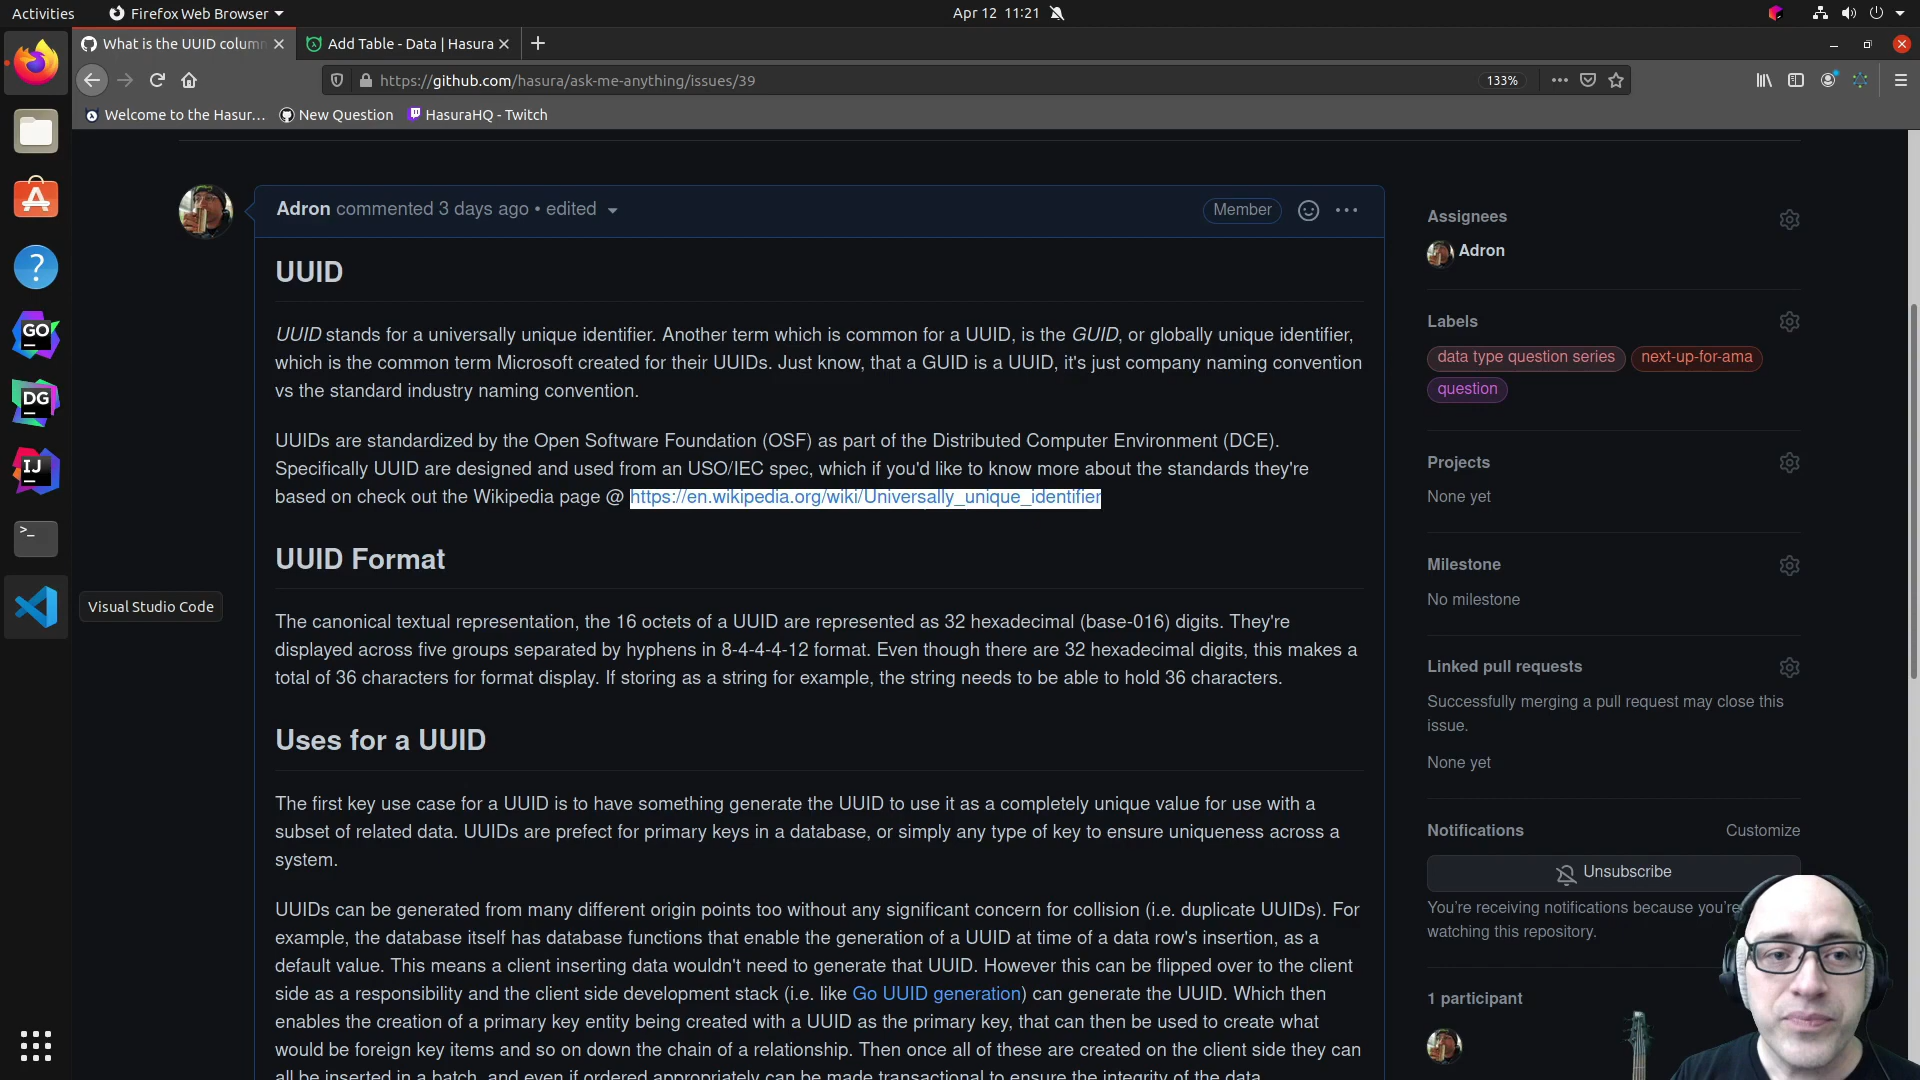 Activities
Firefox Web Browser
Apr 12 11:21
What is the UUID colum
Add Table - Data | Hasura
https://github.com/hasura/ask-me-anything/issues/39
133%
Welcome to the Hasur…
New Question
HasuraHQ - Twitch
Adron commented 3 days ago • edited
Member
UUID
UUID stands for a universally unique identifier. Another term which is common for a UUID, is the GUID, or globally unique identifier,
which is the common term Microsoft created for their UUIDs. Just know, that a GUID is a UUID, it's just company naming convention
vs the standard industry naming convention.
UUIDs are standardized by the Open Software Foundation (OSF) as part of the Distributed Computer Environment (DCE).
Specifically UUID are designed and used from an USO/IEC spec, which if you'd like to know more about the standards they're
based on check out the Wikipedia page @ https://en.wikipedia.org/wiki/Universally_unique_identifier
UUID Format
The canonical textual representation, the 16 octets of a UUID are represented as 32 hexadecimal (base-016) digits. They're
displayed across five groups separated by hyphens in 8-4-4-4-12 format. Even though there are 32 hexadecimal digits, this makes a
total of 36 characters for format display. If storing as a string for example, the string needs to be able to hold 36 characters.
Uses for a UUID
The first key use case for a UUID is to have something generate the UUID to use it as a completely unique value for use with a
subset of related data. UUIDs are prefect for primary keys in a database, or simply any type of key to ensure uniqueness across a
system.
UUIDs can be generated from many different origin points too without any significant concern for collision (i.e. duplicate UUIDs). For
example, the database itself has database functions that enable the generation of a UUID at time of a data row's insertion, as a
default value. This means a client inserting data wouldn't need to generate that UUID. However this can be flipped over to the client
side as a responsibility and the client side development stack (i.e. like Go UUID generation) can generate the UUID. Which then
enables the creation of a primary key entity being created with a UUID as the primary key, that can then be used to create what
would be foreign key items and so on down the chain of a relationship. Then once all of these are created on the client side they can
all be inserted in a batch, and even if ordered appropriately can be made transactional to ensure the integrity of the data.
Assignees
Adron
Labels
data type question series
next-up-for-ama
question
Projects
None yet
Milestone
No milestone
Linked pull requests
Successfully merging a pull request may close this
issue.
None yet
Notifications
Customize
Unsubscribe
You're receiving notifications because you're
watching this repository.
1 participant
GO
DG
IJ
>_
Visual Studio Code